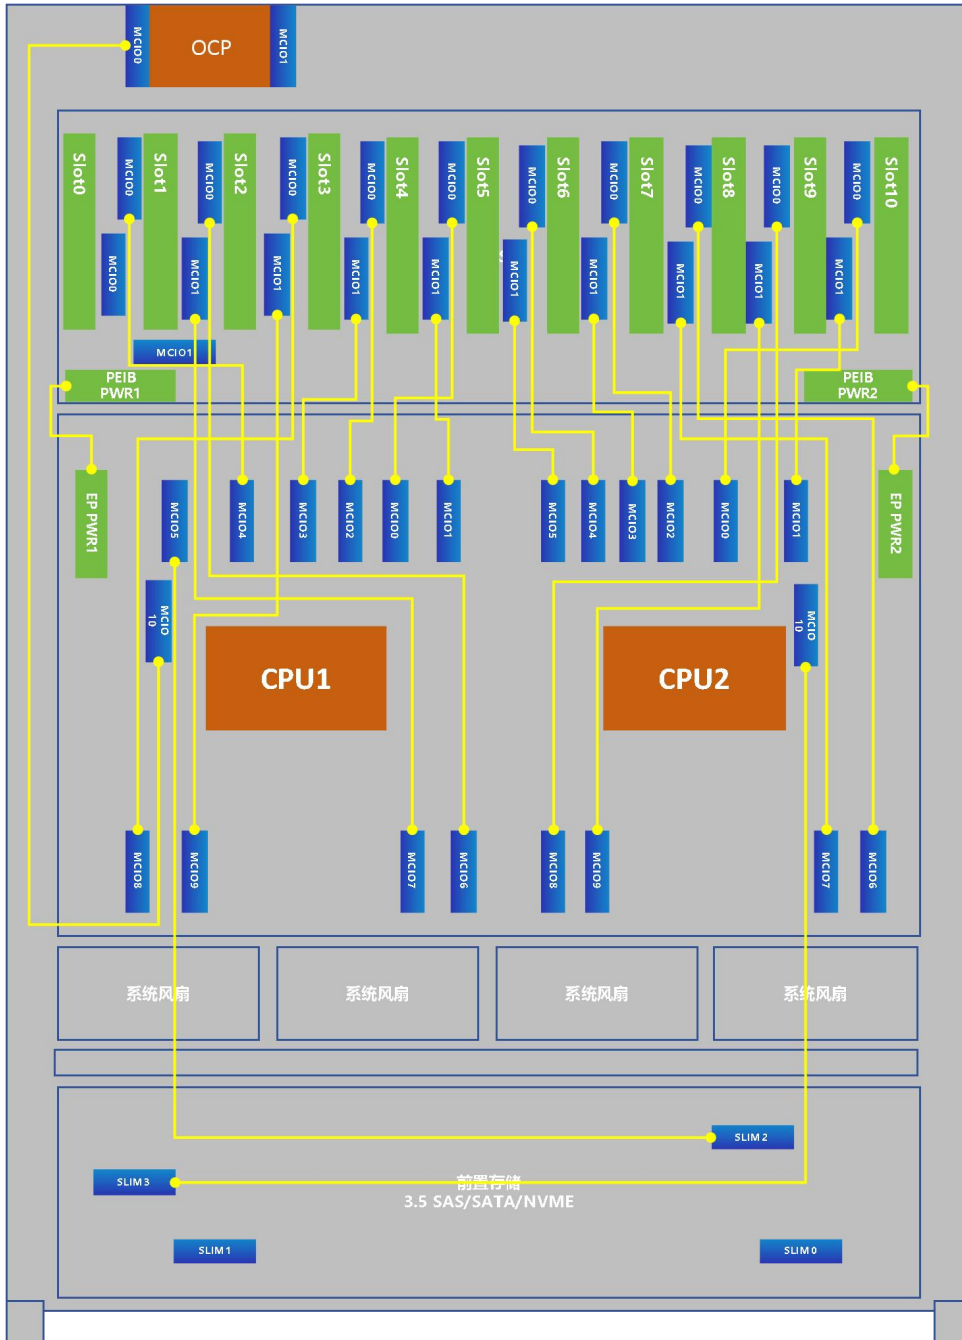 MCIO0
OCP
MCIO1
Slot0
MCIO0
Slot1
MCIO0
Slot2
MCIO0
Slot3
MCIO0
Slot4
MCIO0
Slot5
MCIO0
Slot6
MCIO0
Slot7
MCIO0
Slot8
MCIO0
Slot9
MCIO0
Slot10
MCIO0
MCIO1
MCIO1
MCIO1
MCIO1
MCIO1
MCIO1
MCIO1
MCIO1
MCIO1
MCIO1
PEIB
PWR1
PEIB
PWR2
EP PWR1
MCIO5
MCIO4
MCIO3
MCIO2
MCIO0
MCIO1
MCIO5
MCIO4
MCIO3
MCIO2
MCIO0
MCIO1
EP PWR2
MCIO
10
MCIO
10
CPU1
CPU2
MCIO8
MCIO9
MCIO7
MCIO6
MCIO8
MCIO9
MCIO7
MCIO6
系统风扇
系统风扇
系统风扇
系统风扇
SLIM 2
SLIM 3
前置存储
3.5 SAS/SATA/NVME
SLIM 1
SLIM 0